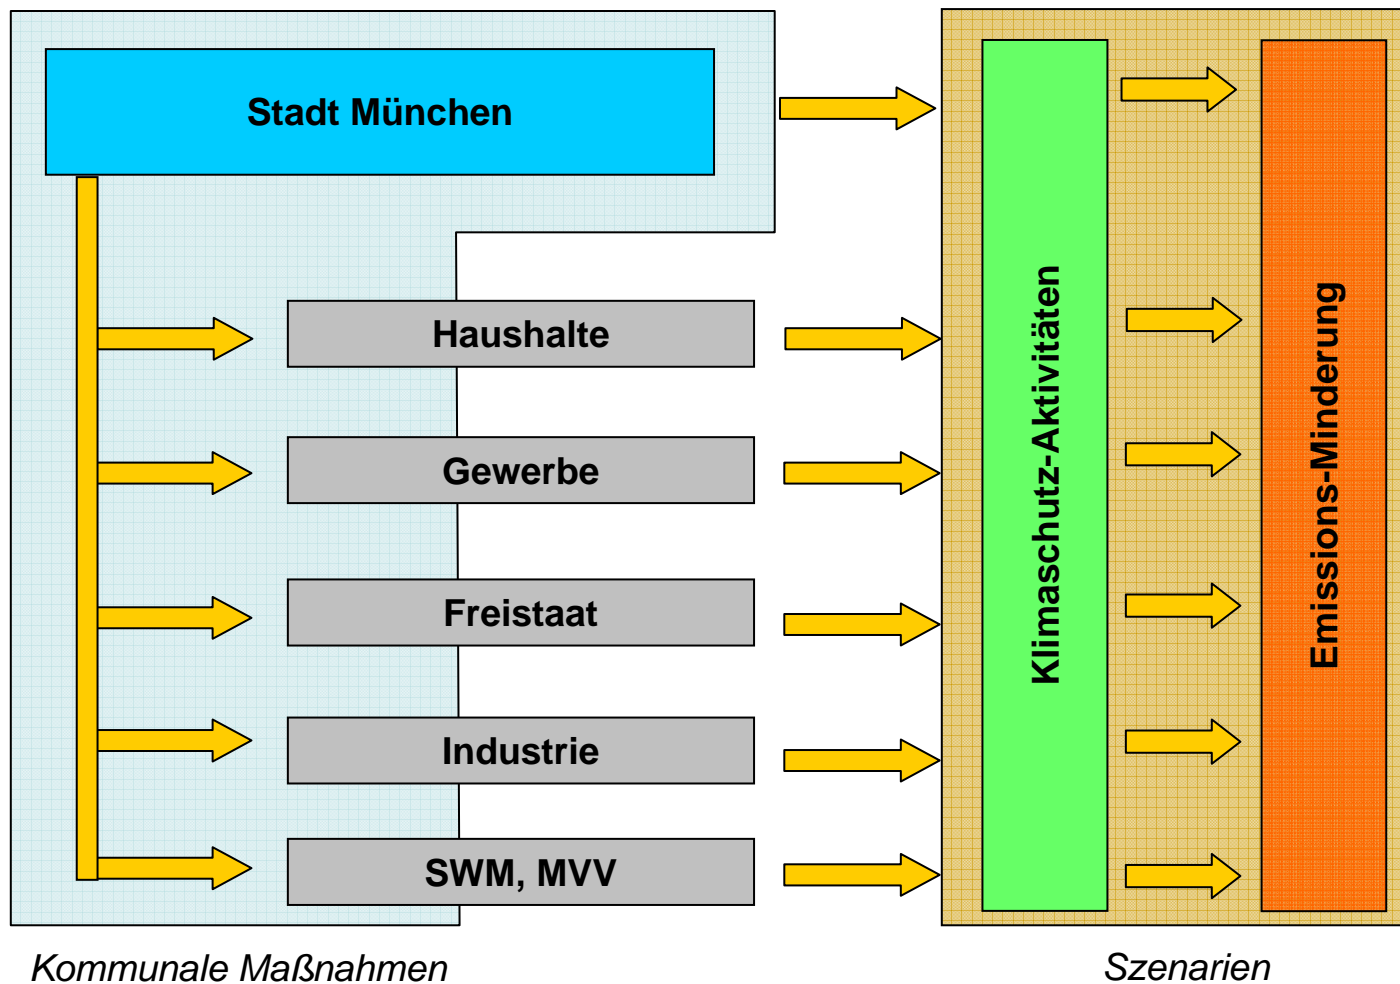 Stadt München
Haushalte
Gewerbe
Freistaat
Industrie
SWM, MVV
Klimaschutz-Aktivitäten
Emissions-Minderung
Kommunale Maßnahmen
Szenarien